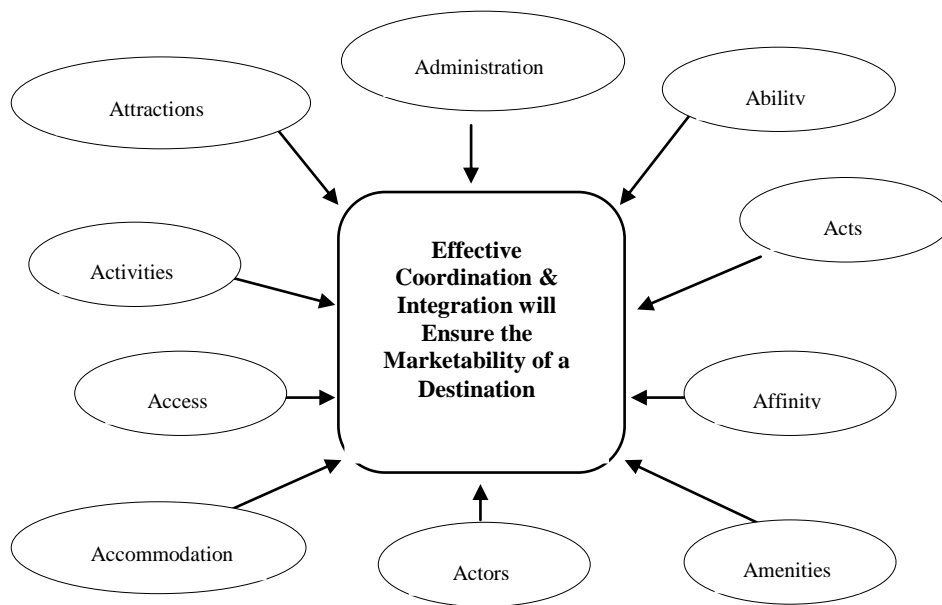 Administration
Attractions
Ability
Acts
Effective
Coordination &
Integration will
Ensure the
Marketability of a
Destination
Activities
Access
Affinity
Accommodation
Actors
Amenities